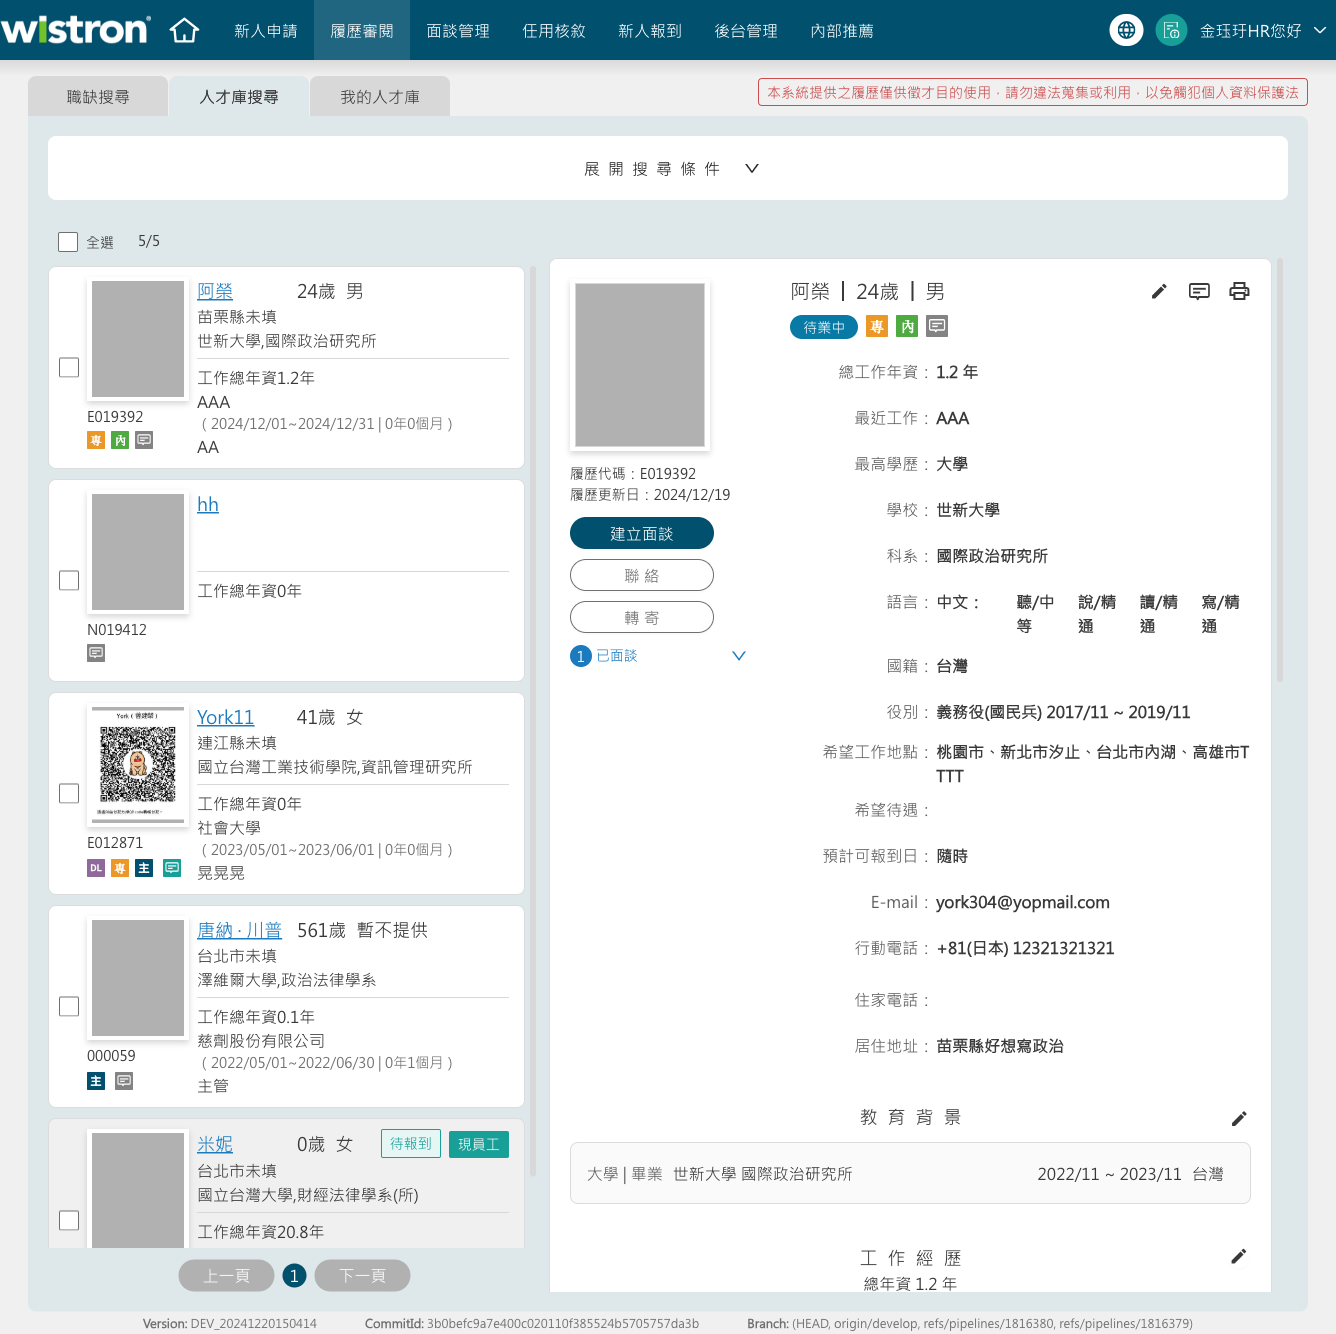 wistron
新人申請
履歷審閱
面談管理
任用核敘
新人報到
後台管理
內部推薦
金珏玗HR您好
職缺搜尋
人才庫搜尋
我的人才庫
本系統提供之履歷僅供徵才目的使用，請勿違法蒐集或利用，以免觸犯個人資料保護法
展開搜尋條件
全選 5/5
阿榮 24歲 男
苗栗縣未填
世新大學,國際政治研究所
工作總年資1.2年
AAA
( 2024/12/01~2024/12/31 | 0年0個月 )
AA
E019392
專 內
hh
工作總年資0年
N019412
York ( 曾建榮 )
York11 41歲 女
連江縣未填
國立台灣工業技術學院,資訊管理研究所
工作總年資0年
社會大學
( 2023/05/01~2023/06/01 | 0年0個月 )
晃晃晃
E012871
DL 專 主
唐納 · 川普 561歲 暫不提供
台北市未填
澤維爾大學,政治法律學系
工作總年資0.1年
慈劑股份有限公司
( 2022/05/01~2022/06/30 | 0年1個月 )
主管
000059
主
米妮 0歲 女 待報到 現員工
台北市未填
國立台灣大學,財經法律學系(所)
工作總年資20.8年
上一頁 1 下一頁
阿榮 | 24歲 | 男
待業中 專 內
履歷代碼：E019392
履歷更新日：2024/12/19
建立面談
聯 絡
轉 寄
1 已面談
總工作年資： 1.2 年
最近工作： AAA
最高學歷： 大學
學校： 世新大學
科系： 國際政治研究所
語言： 中文： 聽/中等 說/精通 讀/精通 寫/精通
國籍： 台灣
役別： 義務役(國民兵) 2017/11 ~ 2019/11
希望工作地點： 桃園市、新北市汐止、台北市內湖、高雄市T
TTT
希望待遇：
預計可報到日： 隨時
E-mail： york304@yopmail.com
行動電話： +81(日本) 12321321321
住家電話：
居住地址： 苗栗縣好想寫政治
教 育 背 景
大學 | 畢業 世新大學 國際政治研究所 2022/11 ~ 2023/11 台灣
工 作 經 歷
總年資 1.2 年
Version: DEV_20241220150414 CommitId: 3b0befc9a7e400c020110f385524b5705757da3b Branch: (HEAD, origin/develop, refs/pipelines/1816380, refs/pipelines/1816379)